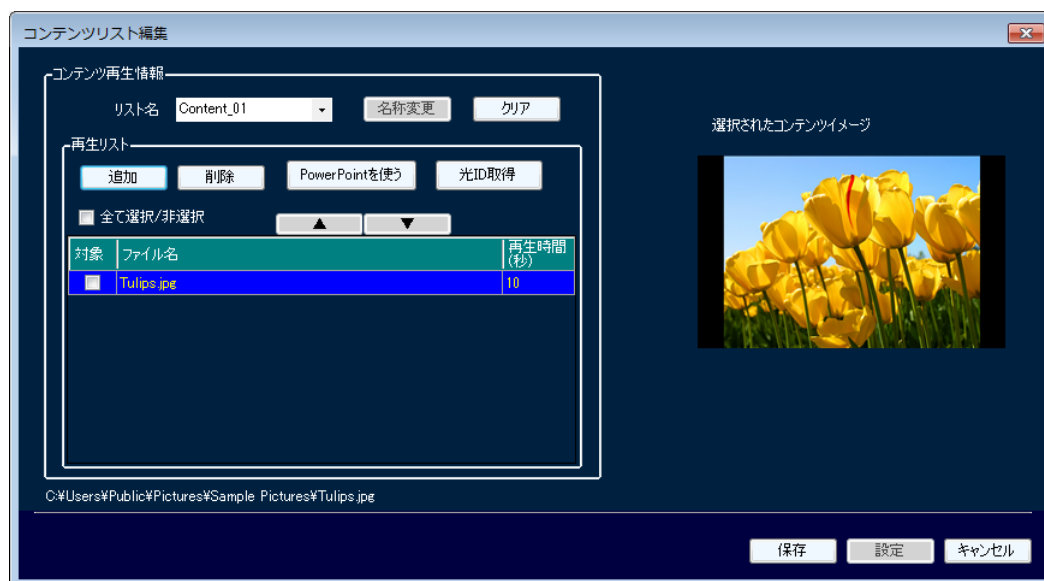 コンテンツリスト編集
コンテンツ再生情報
リスト名 Content_01 名称変更 クリア
選択されたコンテンツイメージ
再生リスト
追加 削除 PowerPointを使う 光ID取得
全て選択/非選択 ▲ ▼
対象 ファイル名 再生時間
(秒)
Tulips.jpg 10
C:¥Users¥Public¥Pictures¥Sample Pictures¥Tulips.jpg
保存 設定 キャンセル